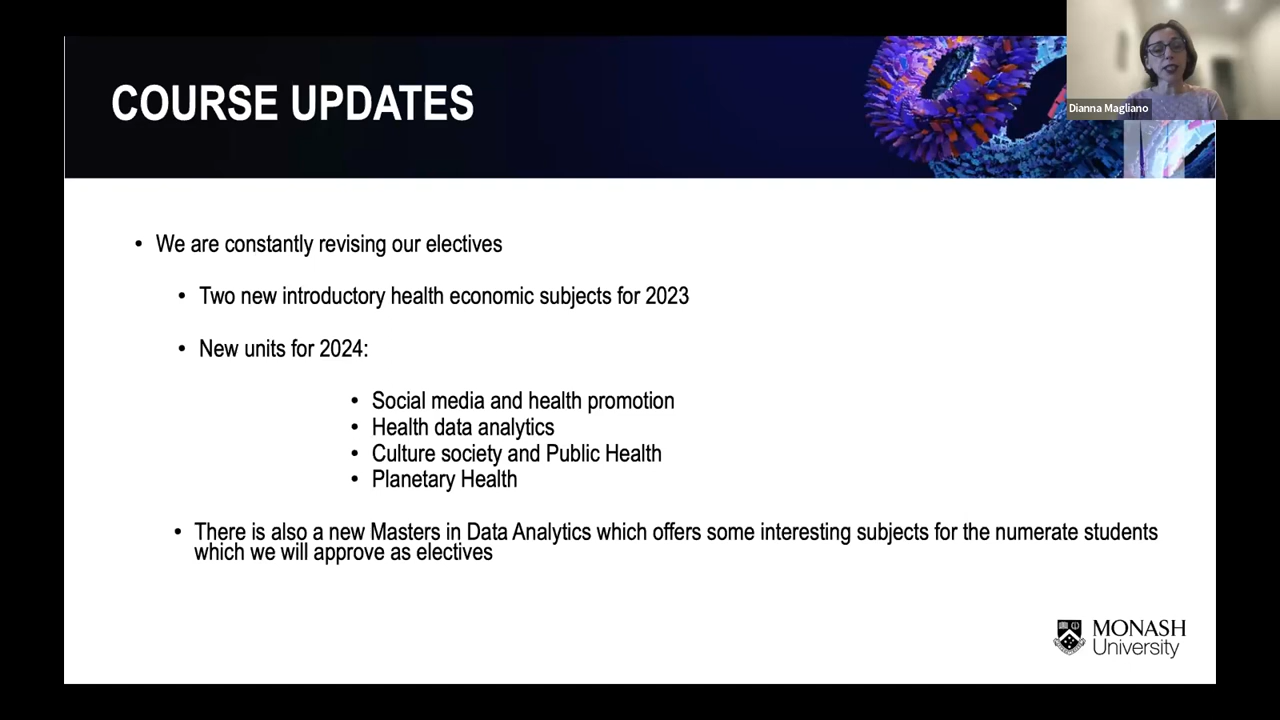 COURSE UPDATES
Dianna Magliano
• We are constantly revising our electives
• Two new introductory health economic subjects for 2023
• New units for 2024:
• Social media and health promotion
• Health data analytics
• Culture society and Public Health
• Planetary Health
• There is also a new Masters in Data Analytics which offers some interesting subjects for the numerate students
which we will approve as electives
MONASH
University